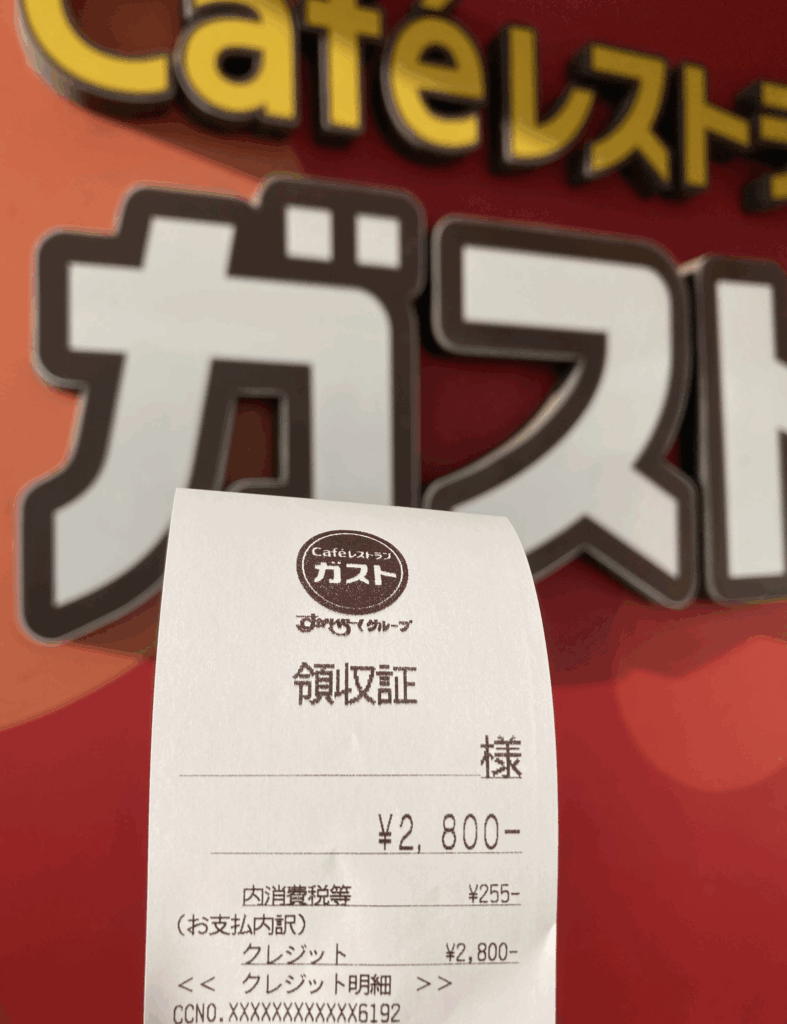 Caféレストラ
ガスト
Caféレストラン
ガスト
すかいらーくグループ
領収証
様
¥2,800-
内消費税等 ¥255-
(お支払内訳)
クレジット ¥2,800-
<< クレジット明細 >>
CCNO.XXXXXXXXXXXX6192